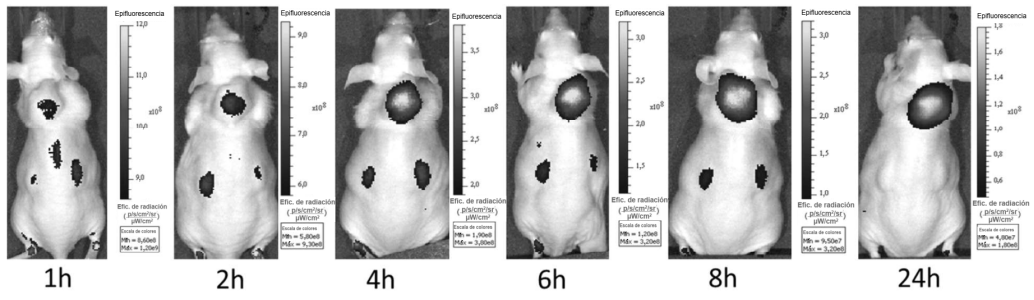 Epifluorescencia
12,0
11,0
x10⁸
10,0
9,0
Efic. de radiación
(p/s/cm²/sr)
µW/cm²
Escala de colores
Mín = 8,60e8
Máx = 1,20e9
1h
Epifluorescencia
9,0
8,0
x10⁸
7,0
6,0
Efic. de radiación
(p/s/cm²/sr)
µW/cm²
Escala de colores
Mín = 5,80e8
Máx = 9,30e8
2h
Epifluorescencia
3,5
3,0
x10⁸
2,5
2,0
Efic. de radiación
(p/s/cm²/sr)
µW/cm²
Escala de colores
Mín = 1,90e8
Máx = 3,80e8
4h
Epifluorescencia
3,0
2,5
x10⁸
2,0
1,5
Efic. de radiación
(p/s/cm²/sr)
µW/cm²
Escala de colores
Mín = 1,20e8
Máx = 3,20e8
6h
Epifluorescencia
3,0
2,5
2,0
x10⁸
1,5
1,0
Efic. de radiación
(p/s/cm²/sr)
µW/cm²
Escala de colores
Mín = 9,50e7
Máx = 3,20e8
8h
Epifluorescencia
1,8
1,6
1,4
1,2
x10⁸
1,0
0,8
0,6
Efic. de radiación
(p/s/cm²/sr)
µW/cm²
Escala de colores
Mín = 4,80e7
Máx = 1,80e8
24h